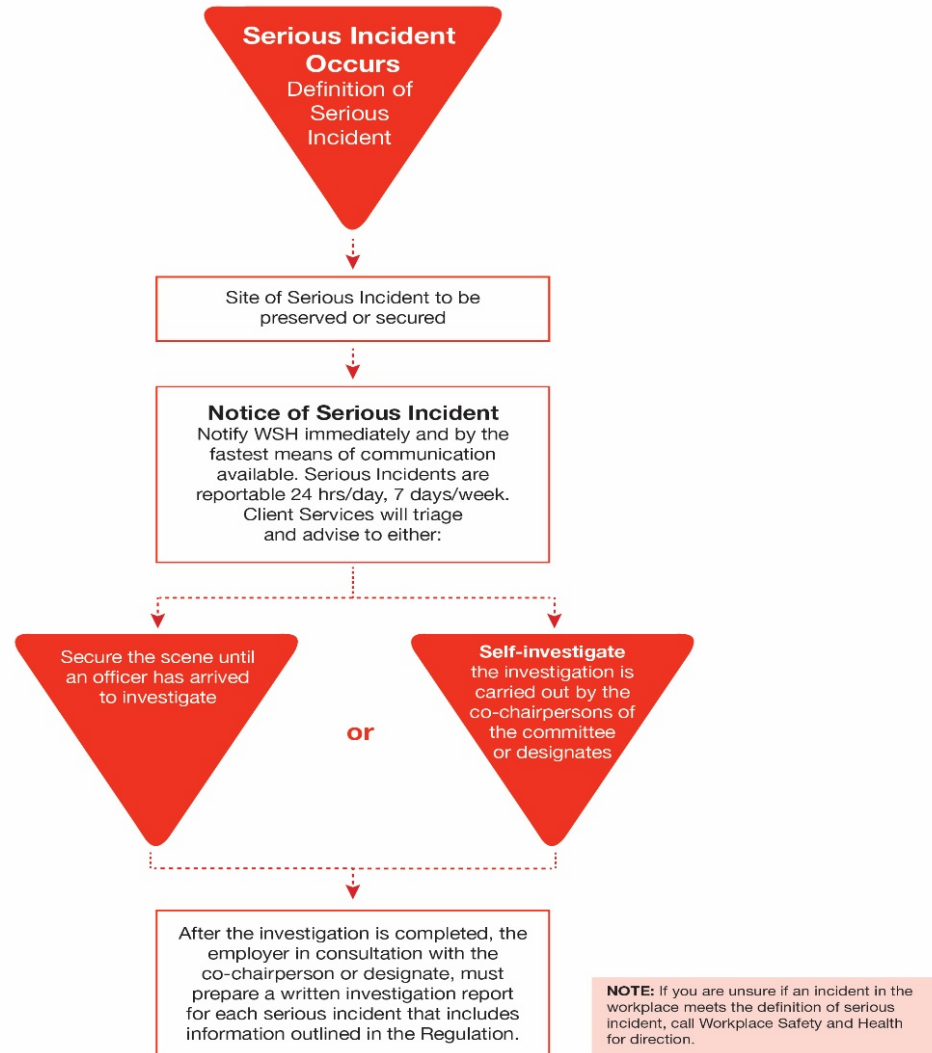 Serious Incident
Occurs
Definition of
Serious
Incident
Site of Serious Incident to be
preserved or secured
Notice of Serious Incident
Notify WSH immediately and by the
fastest means of communication
available. Serious Incidents are
reportable 24 hrs/day, 7 days/week.
Client Services will triage
and advise to either:
Secure the scene until
an officer has arrived
to investigate
or
Self-investigate
the investigation is
carried out by the
co-chairpersons of
the committee
or designates
After the investigation is completed, the
employer in consultation with the
co-chairperson or designate, must
prepare a written investigation report
for each serious incident that includes
information outlined in the Regulation.
NOTE: If you are unsure if an incident in the
workplace meets the definition of serious
incident, call Workplace Safety and Health
for direction.